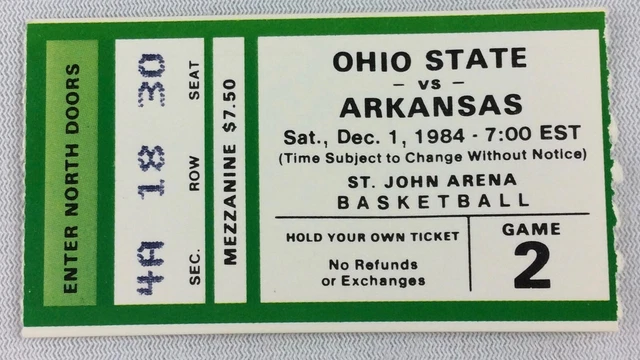 ENTER NORTH DOORS
4A 18 30
SEC. ROW SEAT
MEZZANINE $7.50
OHIO STATE
- vs -
ARKANSAS
Sat., Dec. 1, 1984 - 7:00 EST
(Time Subject to Change Without Notice)
ST. JOHN ARENA
BASKETBALL
HOLD YOUR OWN TICKET
No Refunds
or Exchanges
GAME
2